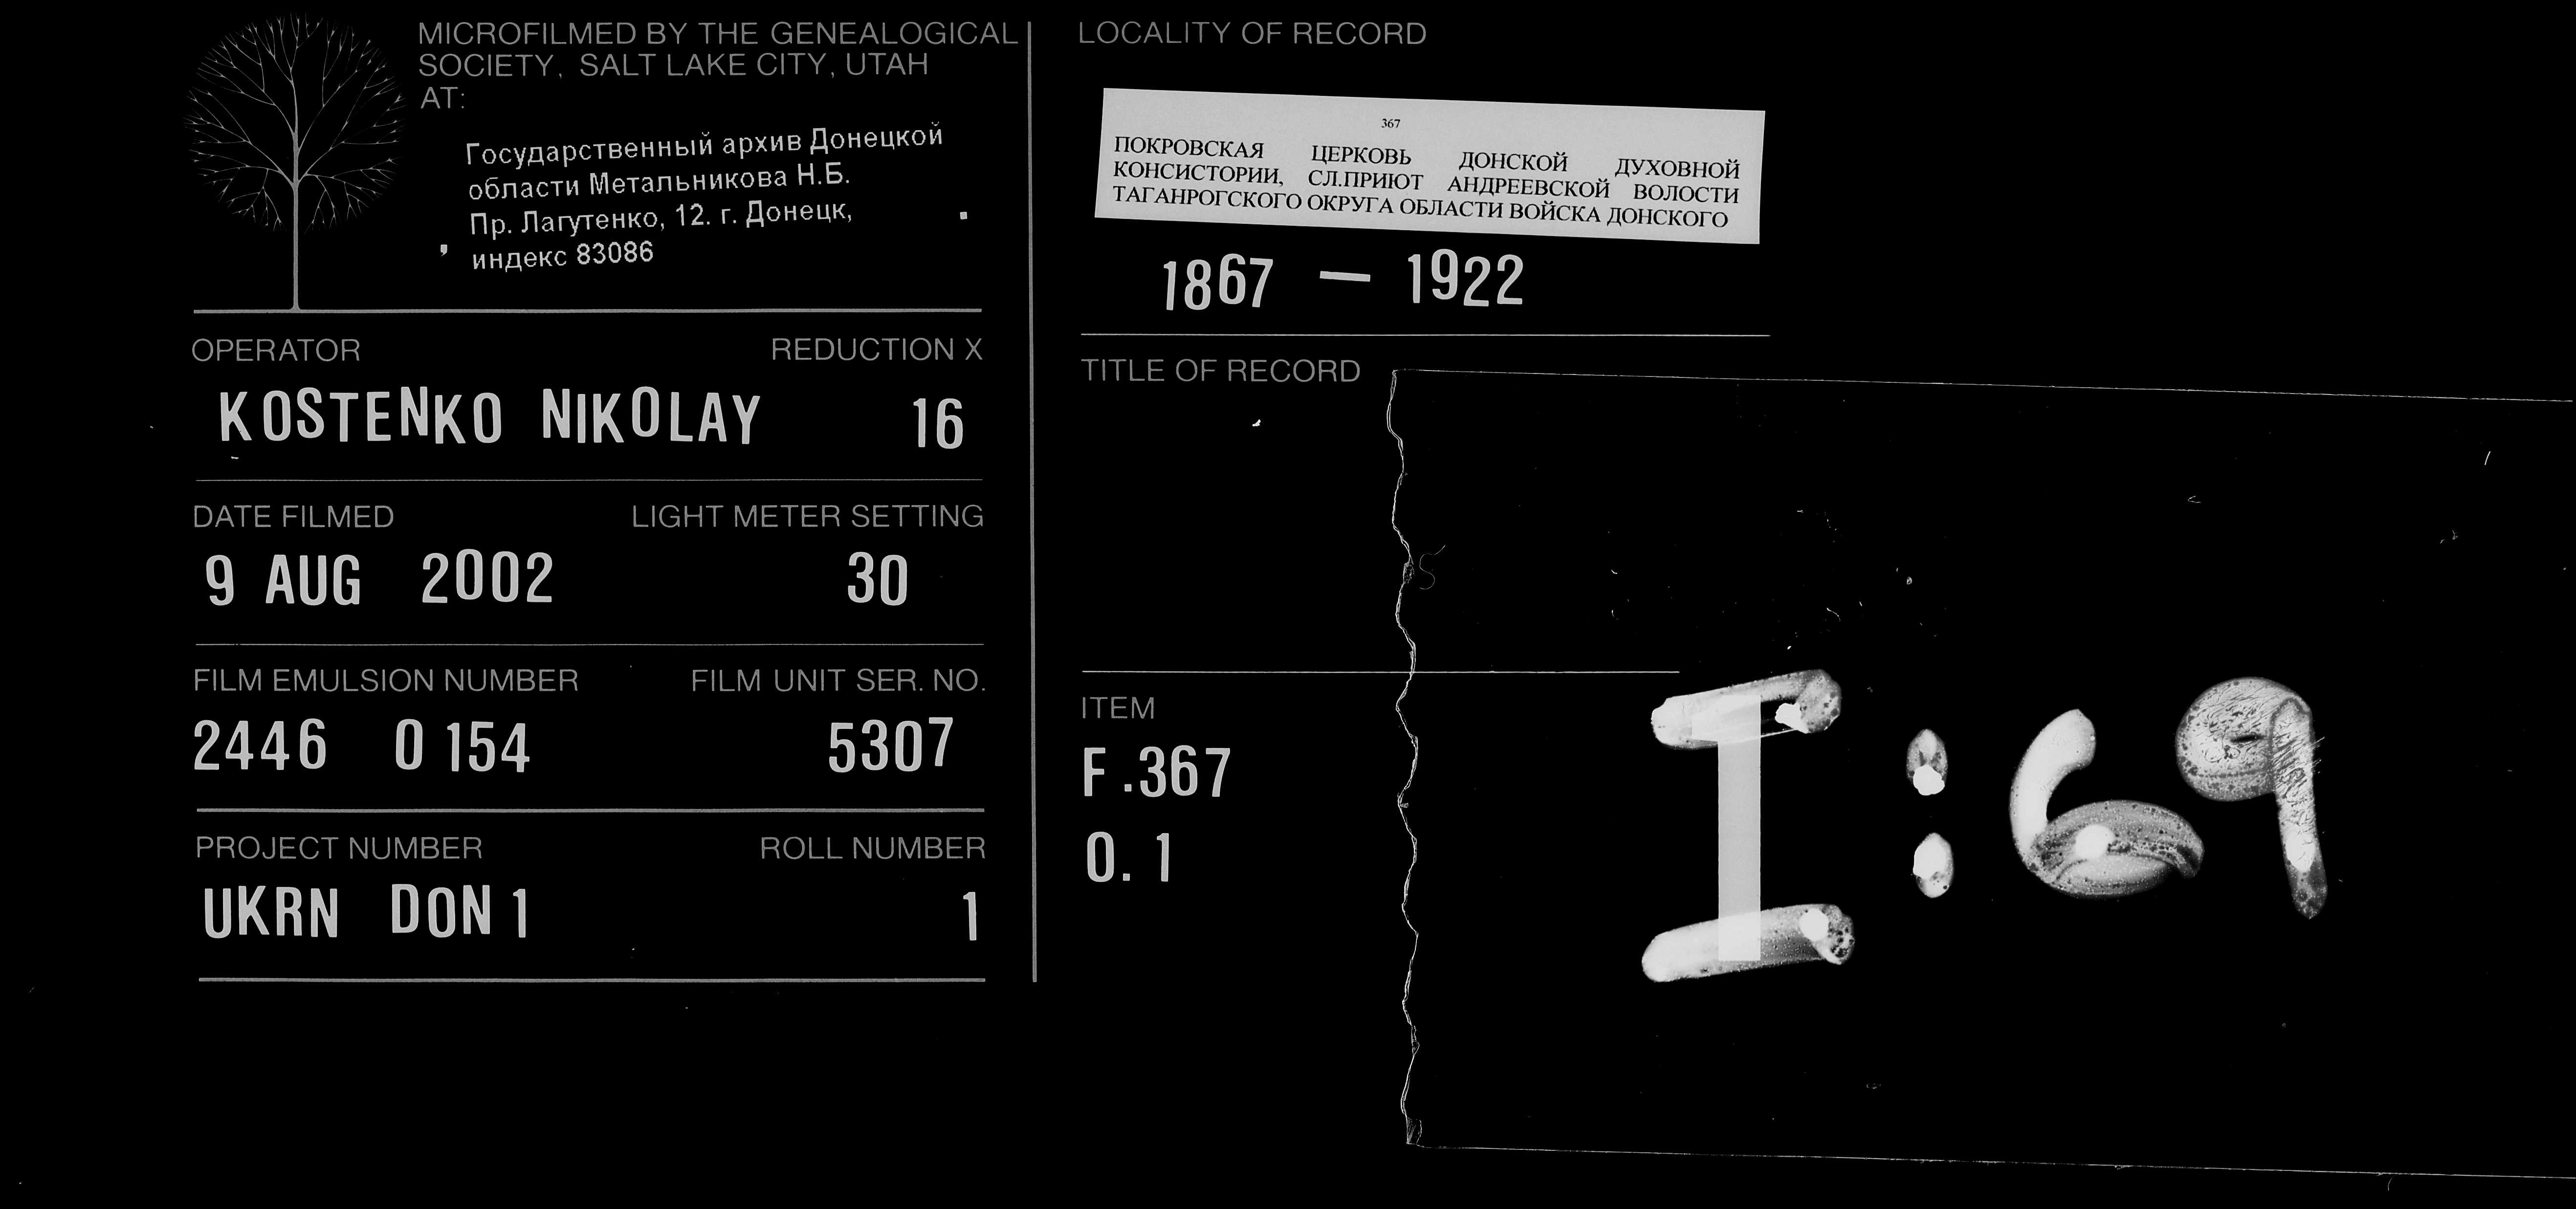 MICROFILMED BY THE GENEALOGICAL
SOCIETY, SALT LAKE CITY, UTAH
AT:
Государственный архив Донецкой
области Метальникова Н.Б.
Пр. Лагутенко, 12. г. Донецк,
индекс 83086
OPERATOR REDUCTION X
KOSTENKO NIKOLAY 16
DATE FILMED LIGHT METER SETTING
9 AUG 2002 30
FILM EMULSION NUMBER FILM UNIT SER. NO.
2446 0154 5307
PROJECT NUMBER ROLL NUMBER
UKRN DON 1 1
LOCALITY OF RECORD
367
ПОКРОВСКАЯ ЦЕРКОВЬ ДОНСКОЙ ДУХОВНОЙ
КОНСИСТОРИИ, СЛ.ПРИЮТ АНДРЕЕВСКОЙ ВОЛОСТИ
ТАГАНРОГСКОГО ОКРУГА ОБЛАСТИ ВОЙСКА ДОНСКОГО
1867 — 1922
TITLE OF RECORD
ITEM
F.367
O. 1
I:69